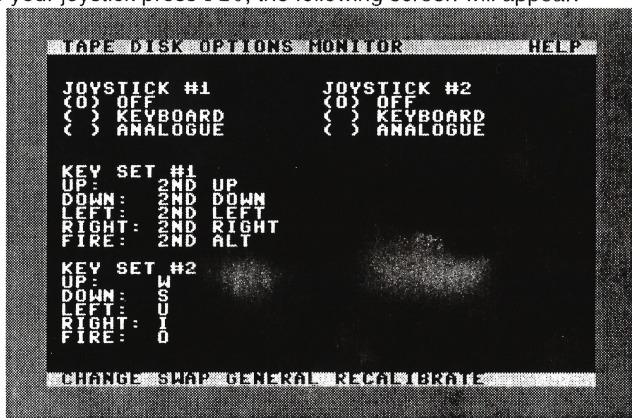 your joystick press J Ed, the following screen will appear:
TAPE DISK OPTIONS MONITOR HELP
JOYSTICK #1 JOYSTICK #2
(O) OFF (O) OFF
( ) KEYBOARD ( ) KEYBOARD
( ) ANALOGUE ( ) ANALOGUE
KEY SET #1
UP: 2ND UP
DOWN: 2ND DOWN
LEFT: 2ND LEFT
RIGHT: 2ND RIGHT
FIRE: 2ND ALT
KEY SET #2
UP: W
DOWN: S
LEFT: U
RIGHT: I
FIRE: O
CHANGE SWAP GENERAL RECALIBRATE